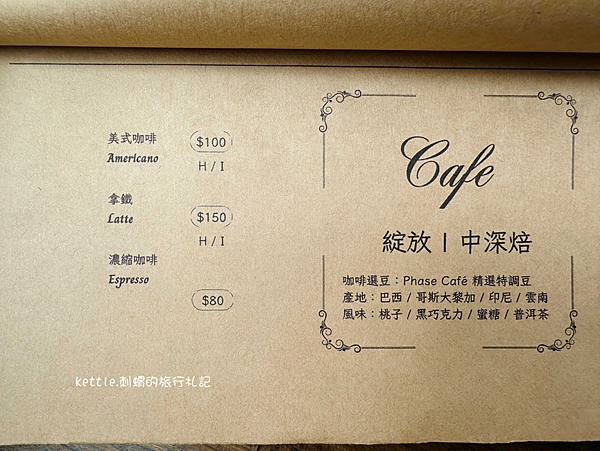 美式咖啡
Americano
$100
H / I
拿鐵
Latte
$150
H / I
濃縮咖啡
Espresso
$80
Cafe
綻放 | 中深焙
咖啡選豆：Phase Café 精選特調豆
產地：巴西 / 哥斯大黎加 / 印尼 / 雲南
風味：桃子 / 黑巧克力 / 蜜糖 / 普洱茶
kettle.刺蝟的旅行札記